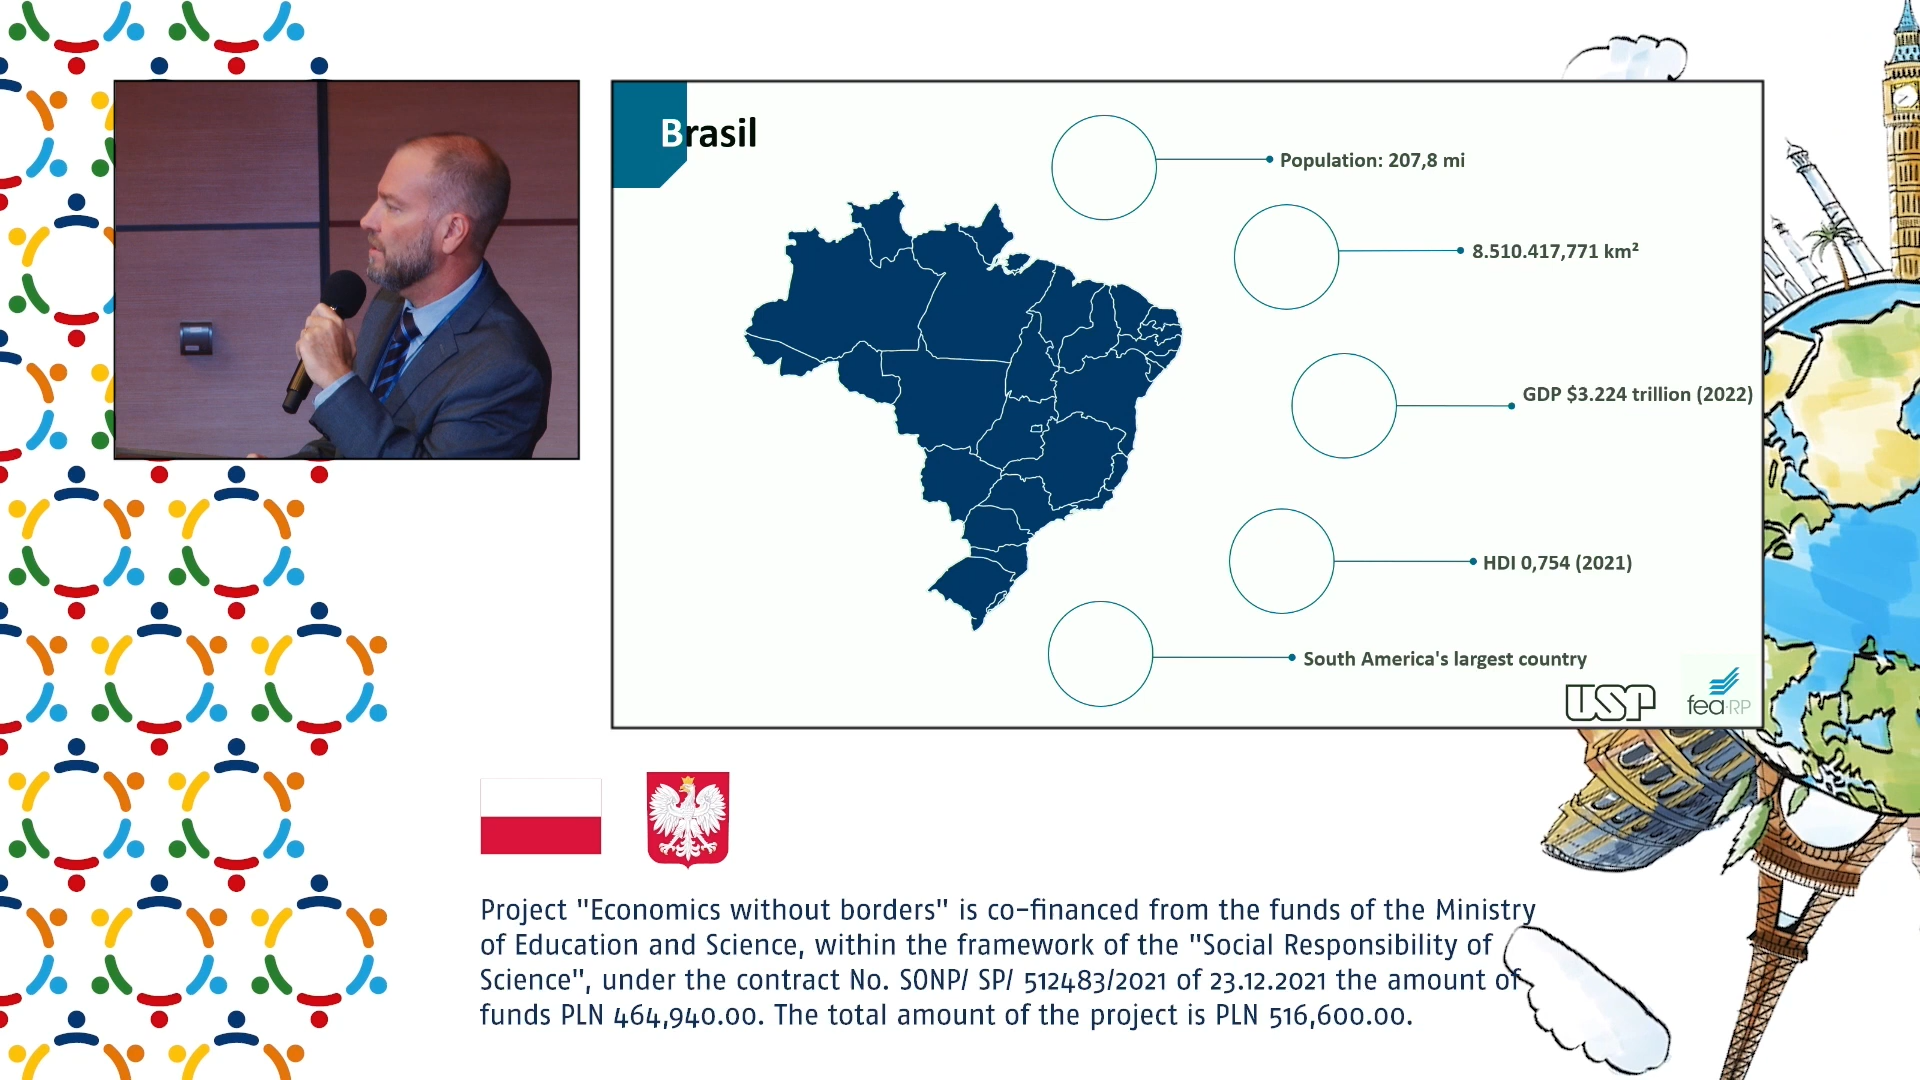 Brasil
Population: 207,8 mi
8.510.417,771 km²
GDP $3.224 trillion (2022)
HDI 0,754 (2021)
South America's largest country
USP
fea-RP
Project "Economics without borders" is co-financed from the funds of the Ministry
of Education and Science, within the framework of the "Social Responsibility of
Science", under the contract No. SONP/ SP/ 512483/2021 of 23.12.2021 the amount of
funds PLN 464,940.00. The total amount of the project is PLN 516,600.00.